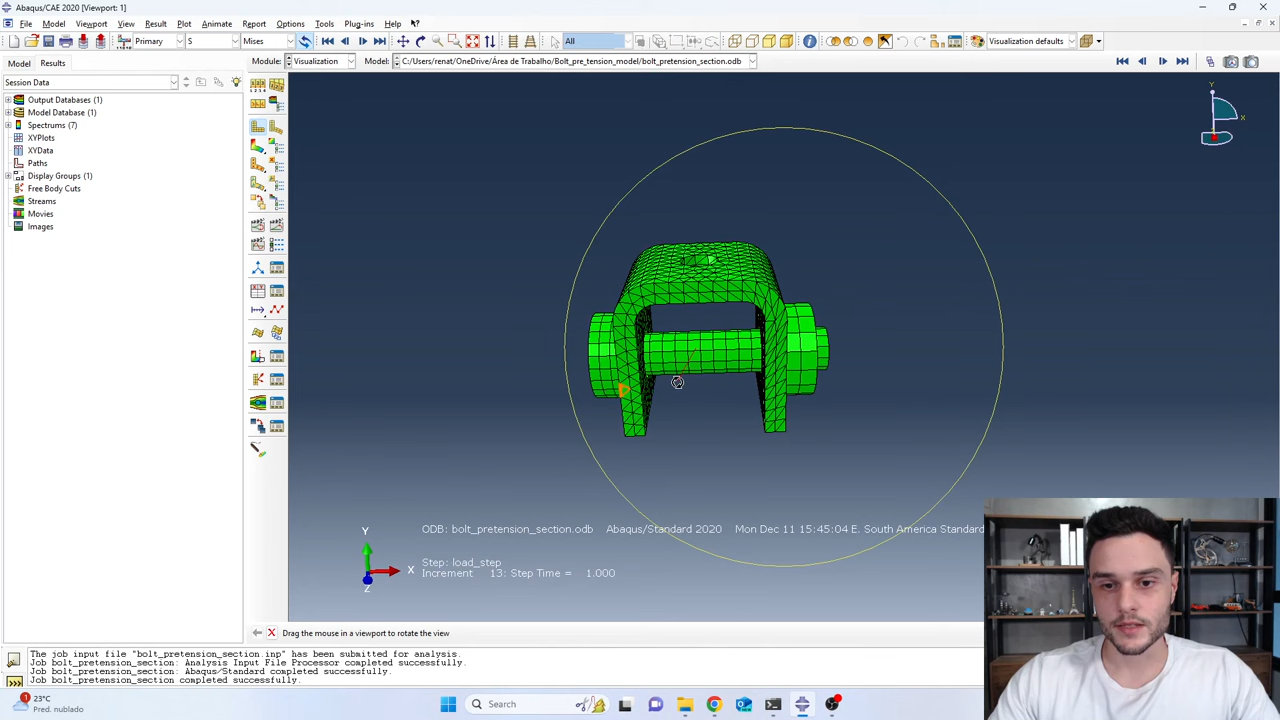 Abaqus/CAE 2020 [Viewport: 1]
File Model Viewport View Result Plot Animate Report Options Tools Plug-ins Help
Primary S Mises All Visualization defaults
Model Results Module: Visualization Model: C:/Users/renat/OneDrive/Área de Trabalho/Bolt_pre_tension_model/bolt_pretension_section.odb
Session Data
Output Databases (1)
Model Database (1)
Spectrums (7)
XYPlots
XYData
Paths
Display Groups (1)
Free Body Cuts
Streams
Movies
Images
Y
X
Y
X
Z
ODB: bolt_pretension_section.odb Abaqus/Standard 2020 Mon Dec 11 15:45:04 E. South America Standard
Step: load_step
Increment 13: Step Time = 1.000
Drag the mouse in a viewport to rotate the view
The job input file "bolt_pretension_section.inp" has been submitted for analysis.
Job bolt_pretension_section: Analysis Input File Processor completed successfully.
Job bolt_pretension_section: Abaqus/Standard completed successfully.
Job bolt_pretension_section completed successfully.
1
23°C
Pred. nublado
Search